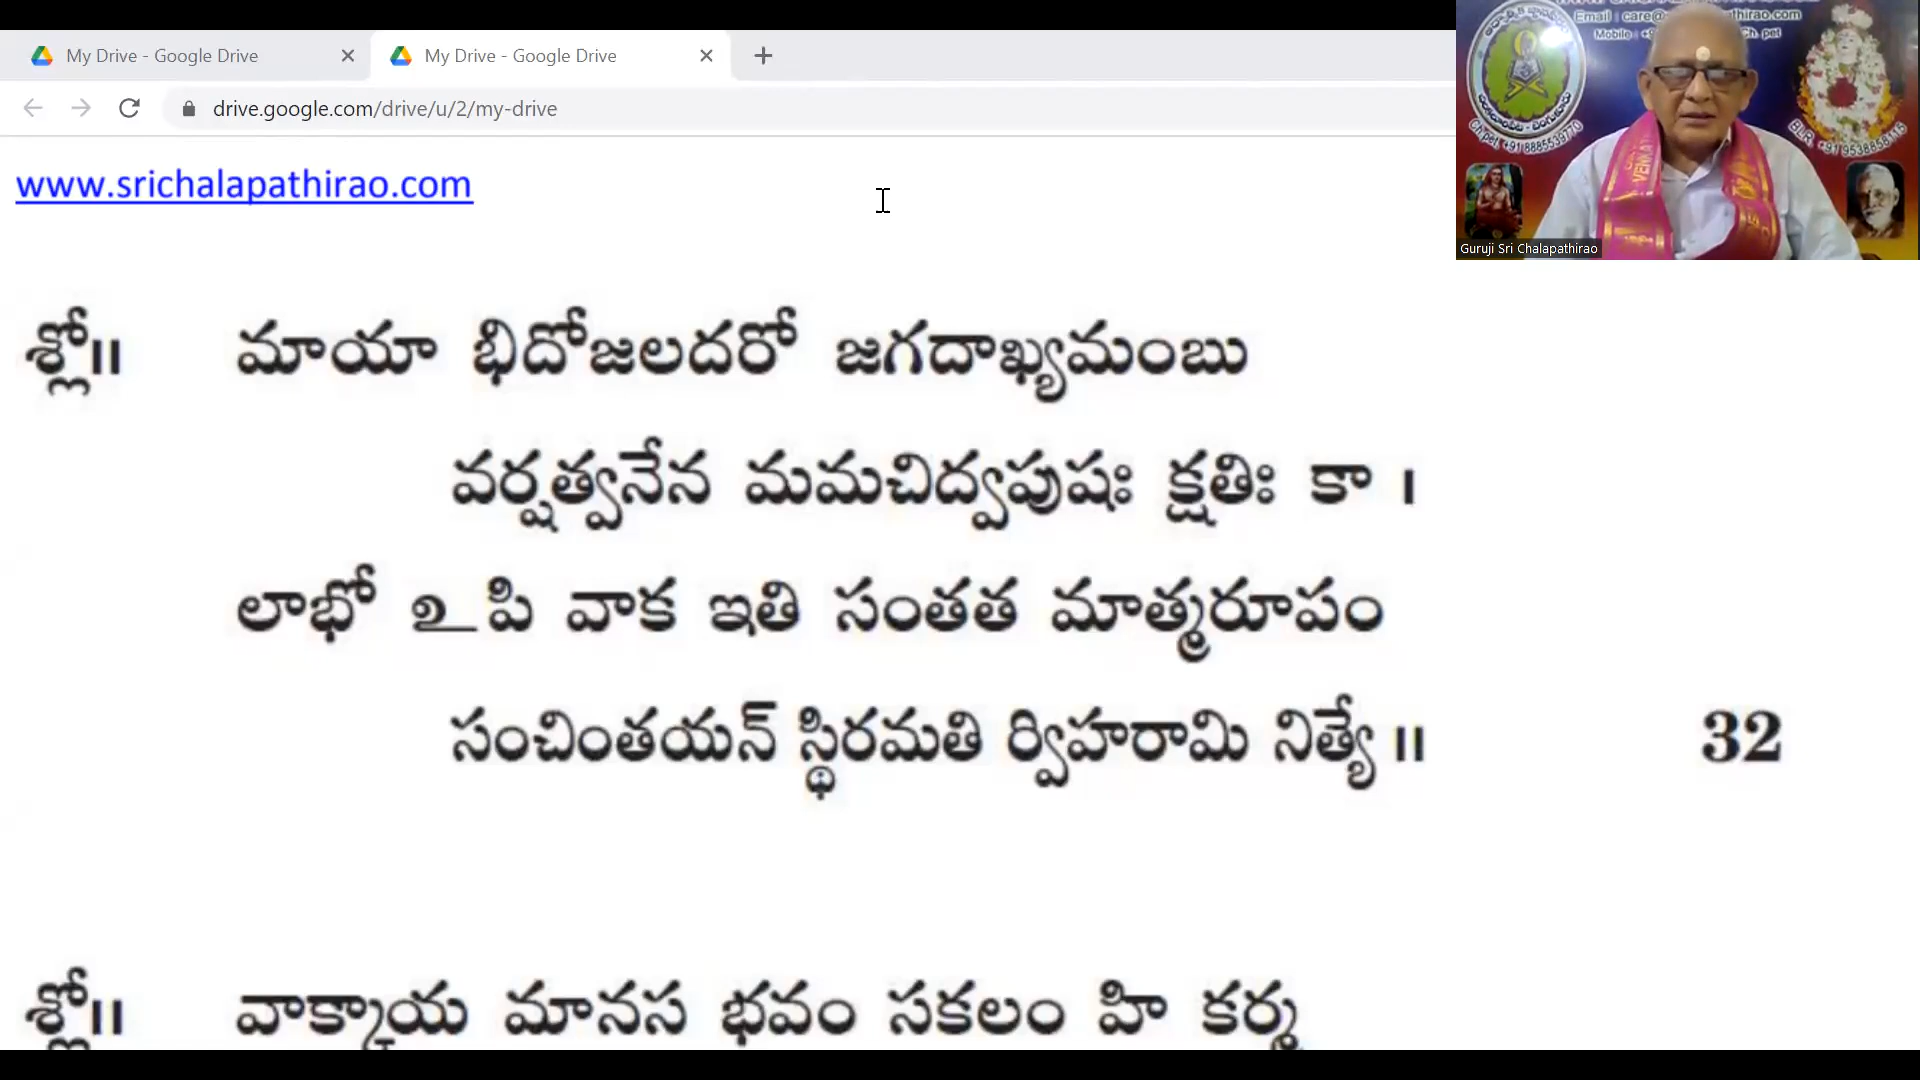 My Drive - Google Drive
My Drive - Google Drive
drive.google.com/drive/u/2/my-drive
www.srichalapathirao.com
Guruji Sri Chalapathirao
శ్లో॥ మాయా భిదోజలదరో జగదాఖ్యమంబు
వర్షత్వనేన మమచిద్వపుషః క్షతిః కా ।
లాభో ఽ పి వాక ఇతి సంతత మాత్మరూపం
సంచింతయన్ స్థిరమతి ర్విహరామి నిత్యే ॥ 32
శ్లో॥ వాక్కాయ మానస భవం సకలం హి కర్మ